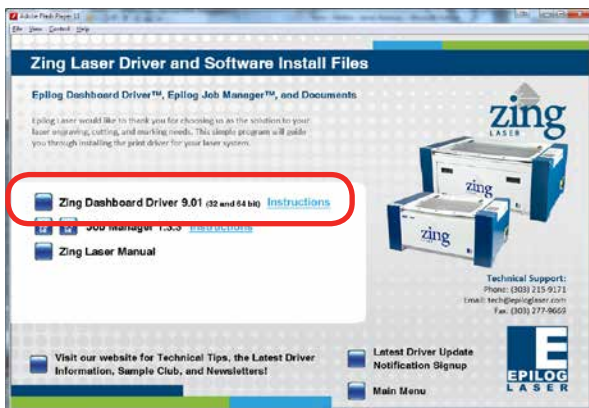 Adobe Flash Player 11
File View Control Help
Zing Laser Driver and Software Install Files
Epilog Dashboard Driver™, Epilog Job Manager™, and Documents
Epilog Laser would like to thank you for choosing us as the solution to your
laser engraving, cutting, and marking needs. This simple program will guide
you through installing the print driver for your laser system.
zing
LASER
Zing Dashboard Driver 9.01 (32 and 64 bit) Instructions
Job Manager 1.3.3 Instructions
Zing Laser Manual
zing
zing
Technical Support:
Phone: (303) 215-9171
Email: tech@epiloglaser.com
Fax: (303) 277-9669
Visit our website for Technical Tips, the Latest Driver
Information, Sample Club, and Newsletters!
Latest Driver Update
Notification Signup
Main Menu
E
EPILOG
LASER